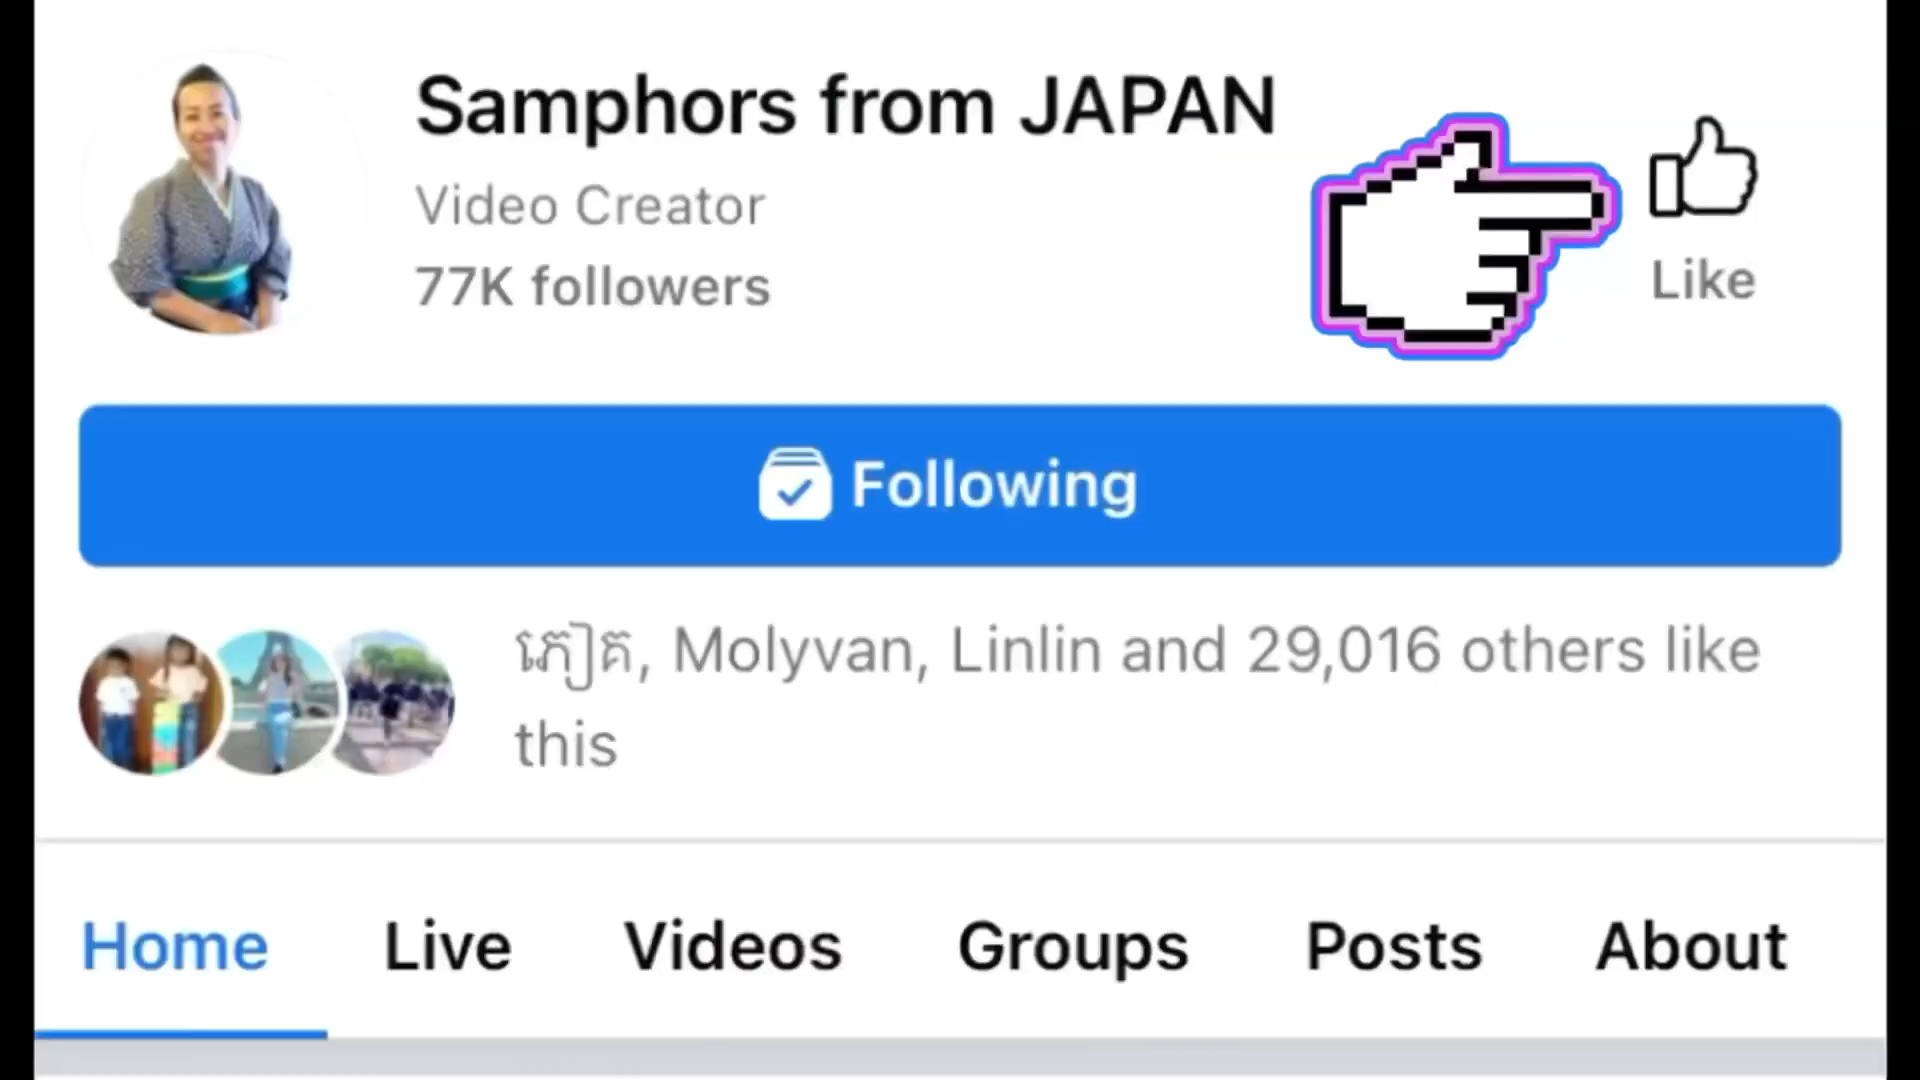 Samphors from JAPAN
Video Creator
77K followers
Like
Following
ភឿគ, Molyvan, Linlin and 29,016 others like
this
Home Live Videos Groups Posts About